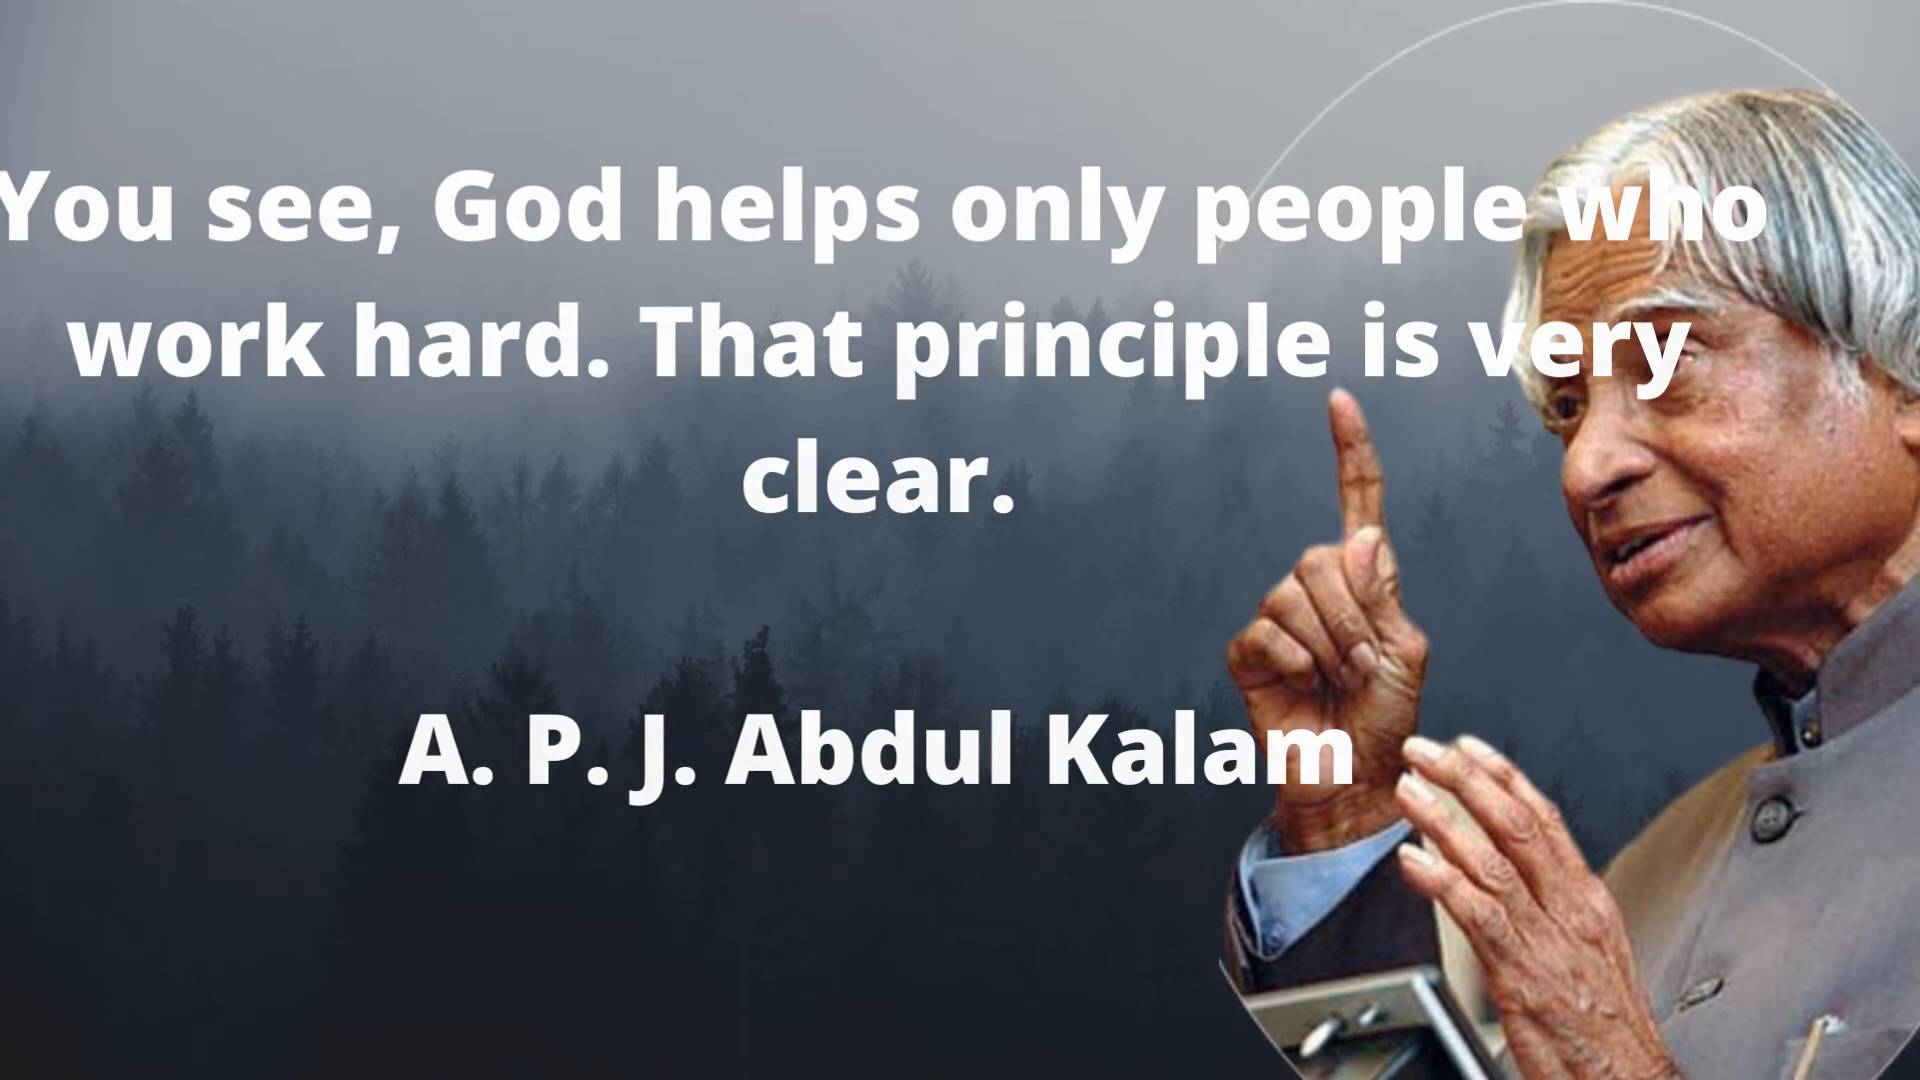 You see, God helps only people who
work hard. That principle is very
clear.
A. P. J. Abdul Kalam